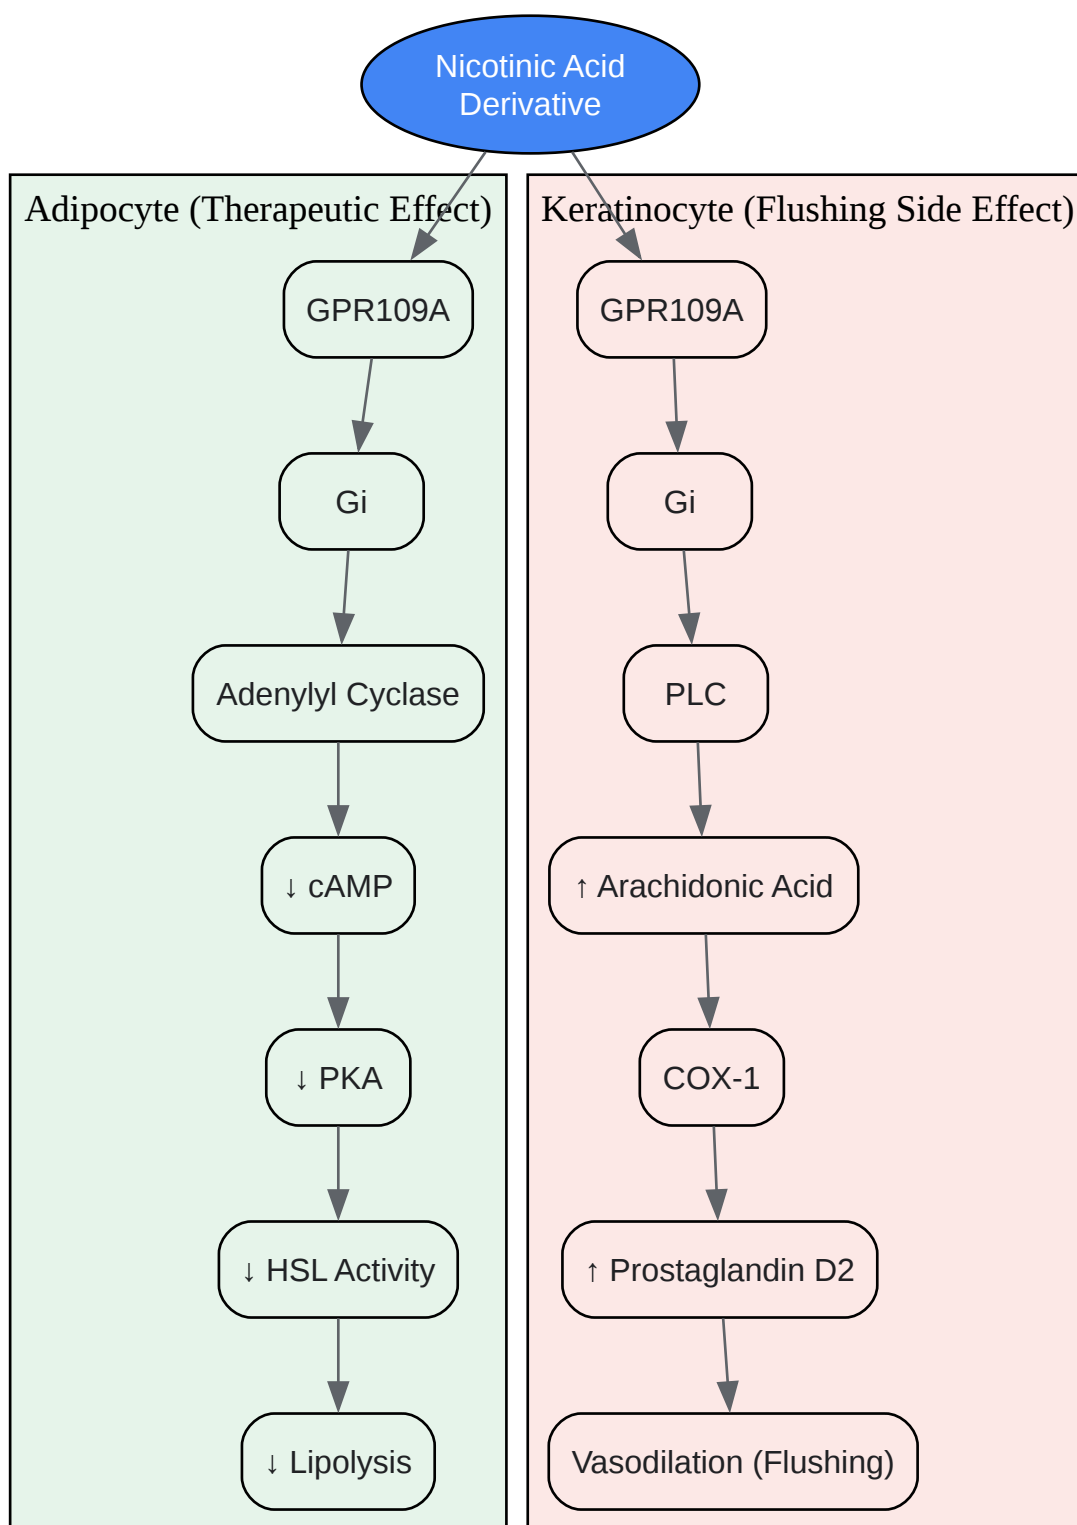 Nicotinic Acid
Derivative
Adipocyte (Therapeutic Effect)
GPR109A
Gi
Adenylyl Cyclase
↓ cAMP
↓ PKA
↓ HSL Activity
↓ Lipolysis
Keratinocyte (Flushing Side Effect)
GPR109A
Gi
PLC
↑ Arachidonic Acid
COX-1
↑ Prostaglandin D2
Vasodilation (Flushing)